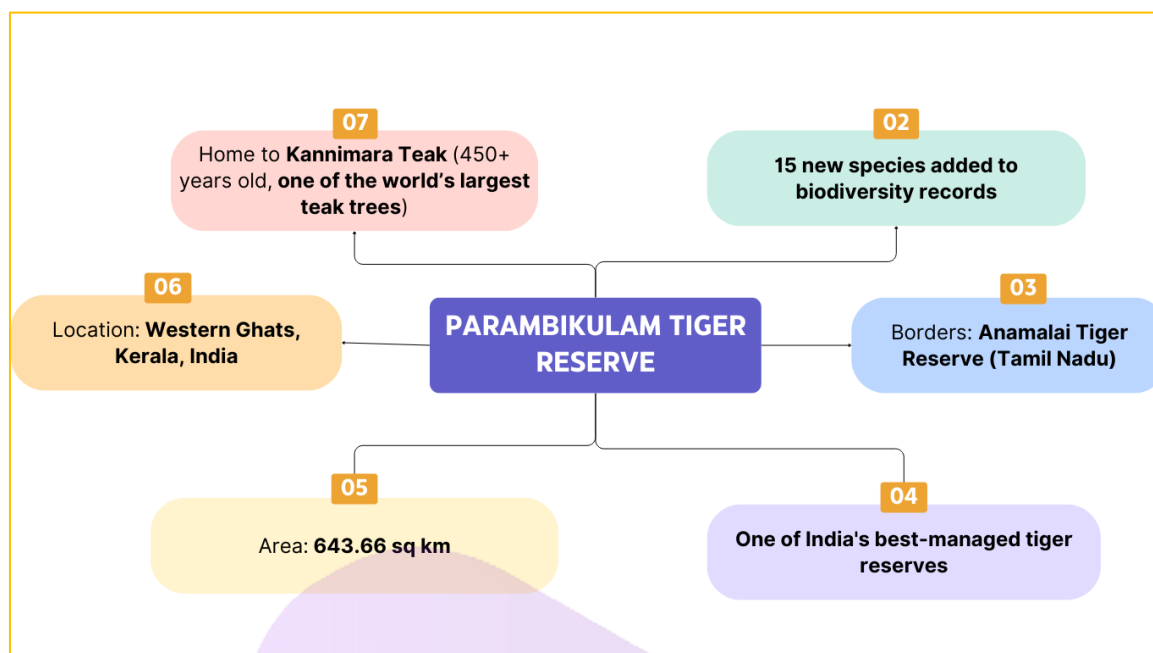 07
Home to Kannimara Teak (450+
years old, one of the world’s largest
teak trees)
02
15 new species added to
biodiversity records
06
Location: Western Ghats,
Kerala, India
PARAMBIKULAM TIGER
RESERVE
03
Borders: Anamalai Tiger
Reserve (Tamil Nadu)
05
Area: 643.66 sq km
04
One of India's best-managed tiger
reserves